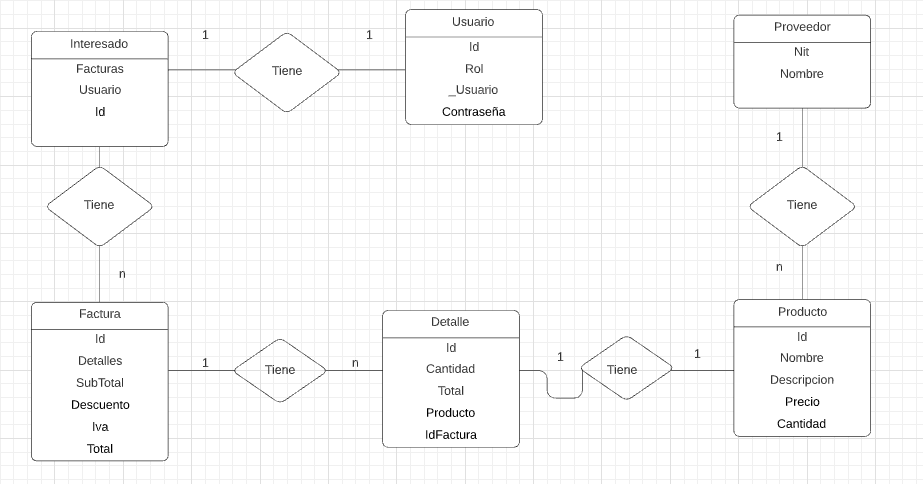 Interesado
Facturas
Usuario
Id
1
Tiene
1
Usuario
Id
Rol
_Usuario
Contraseña
Proveedor
Nit
Nombre
1
Tiene
n
Tiene
n
Factura
Id
Detalles
SubTotal
Descuento
Iva
Total
1
Tiene
n
Detalle
Id
Cantidad
Total
Producto
IdFactura
1
Tiene
1
Producto
Id
Nombre
Descripcion
Precio
Cantidad